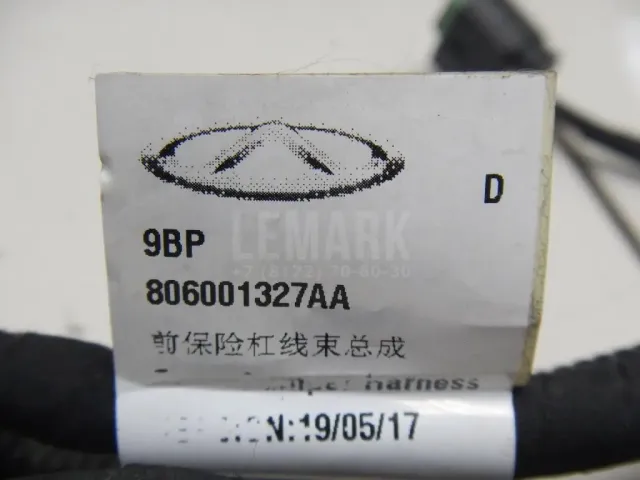 D
9BP
LEMARK
806001327AA
前保险杠线束总成
Harness
19/05/17